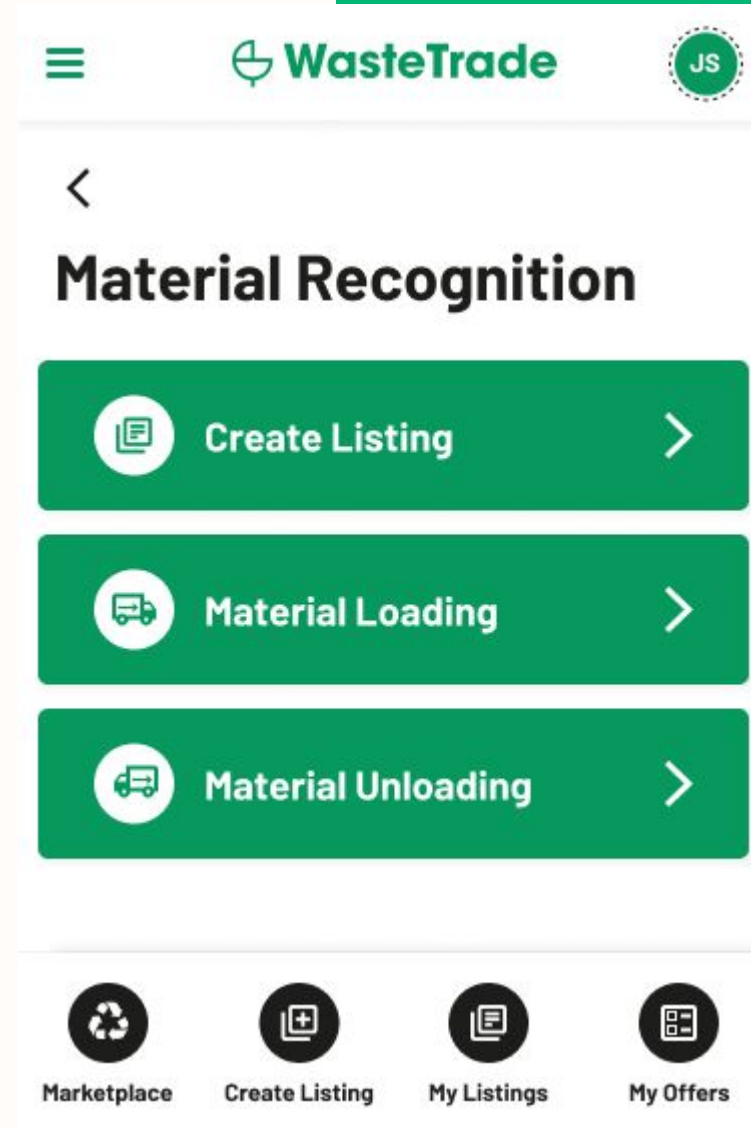 WasteTrade
JS
Material Recognition
Create Listing
Material Loading
Material Unloading
Marketplace
Create Listing
My Listings
My Offers